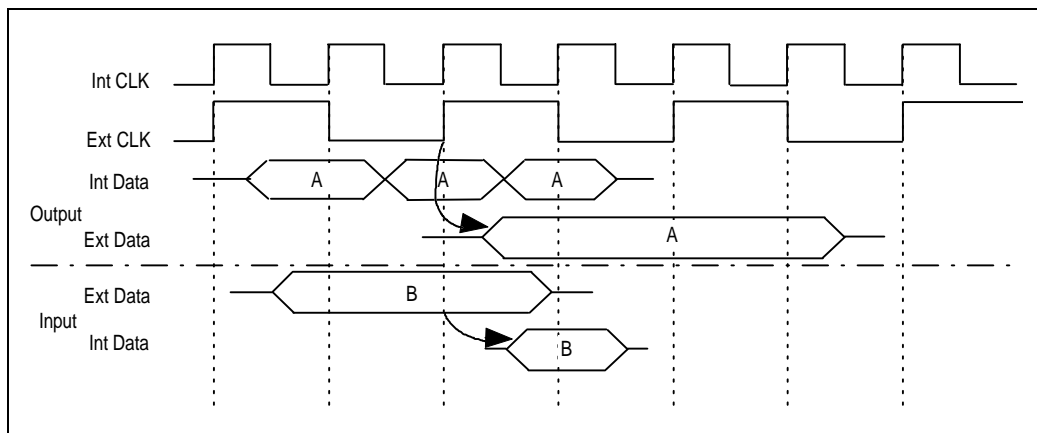 Int CLK
Ext CLK
Int Data A A A
Output
Ext Data A
Ext Data B
Input
Int Data B